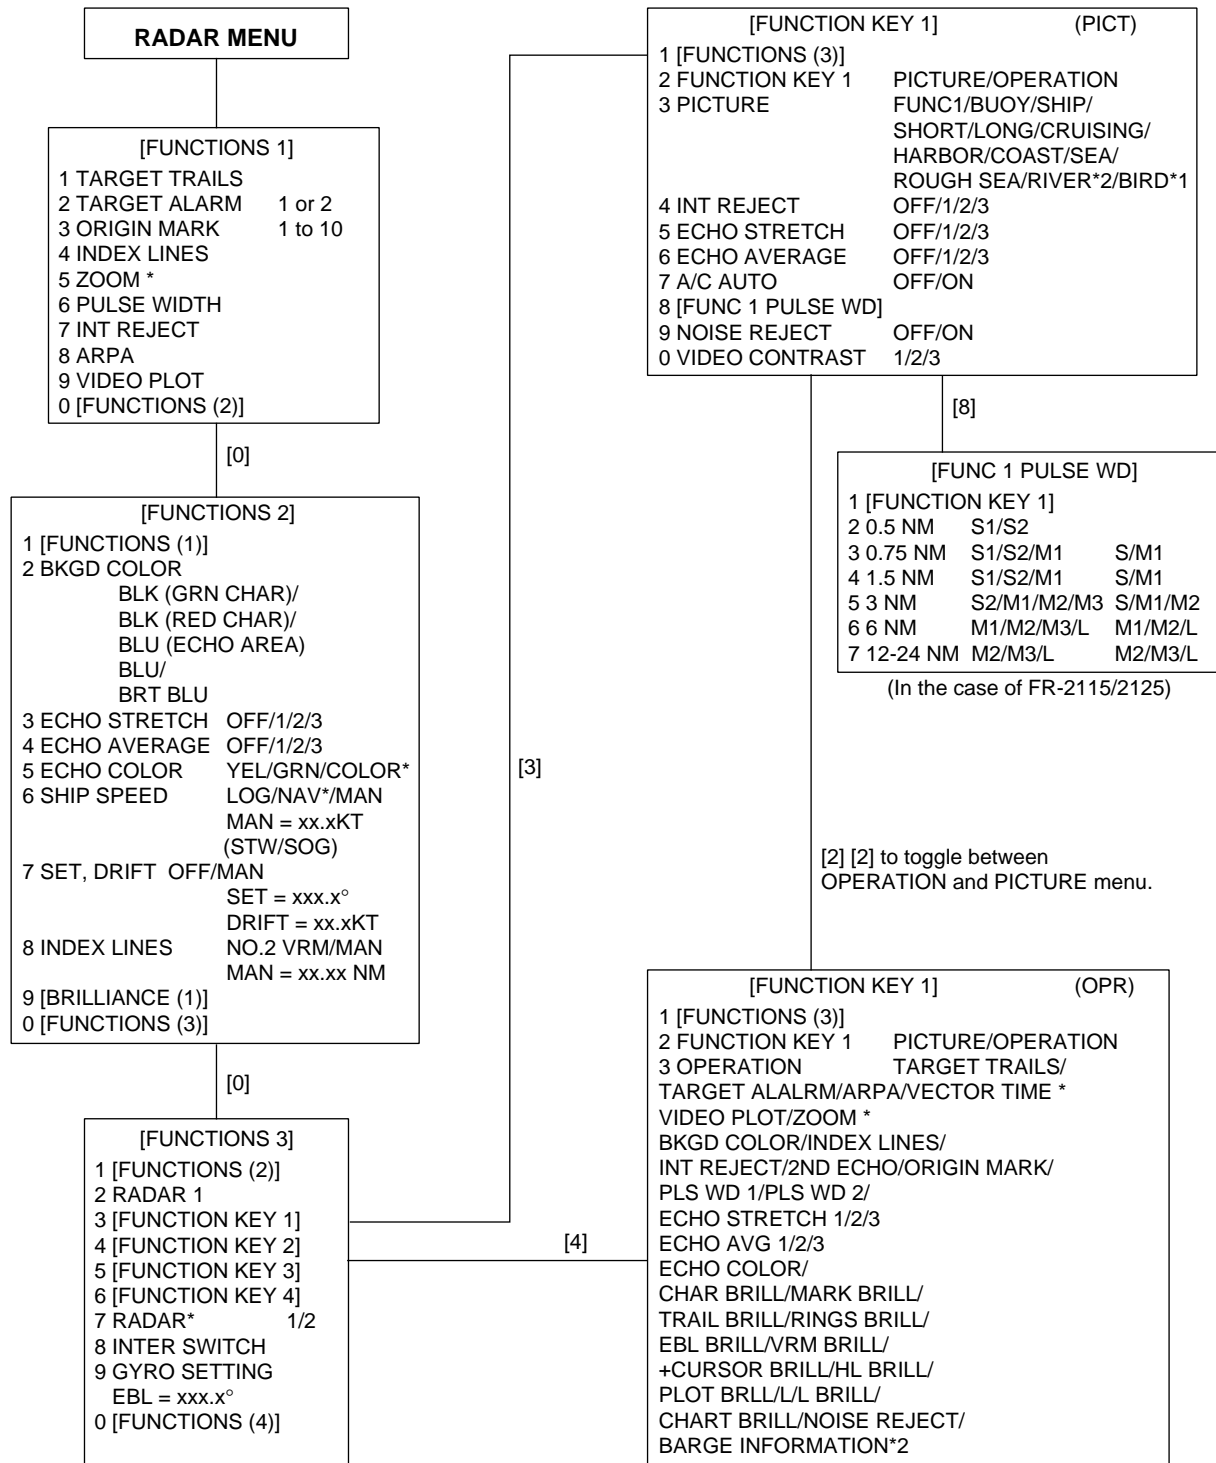 RADAR MENU
[FUNCTIONS 1]
1 TARGET TRAILS
2 TARGET ALARM 1 or 2
3 ORIGIN MARK 1 to 10
4 INDEX LINES
5 ZOOM *
6 PULSE WIDTH
7 INT REJECT
8 ARPA
9 VIDEO PLOT
0 [FUNCTIONS (2)]
[0]
[FUNCTIONS 2]
1 [FUNCTIONS (1)]
2 BKGD COLOR
BLK (GRN CHAR)/
BLK (RED CHAR)/
BLU (ECHO AREA)
BLU/
BRT BLU
3 ECHO STRETCH OFF/1/2/3
4 ECHO AVERAGE OFF/1/2/3
5 ECHO COLOR YEL/GRN/COLOR*
6 SHIP SPEED LOG/NAV*/MAN
MAN = xx.xKT
(STW/SOG)
7 SET, DRIFT OFF/MAN
SET = xxx.x°
DRIFT = xx.xKT
8 INDEX LINES NO.2 VRM/MAN
MAN = xx.xx NM
9 [BRILLIANCE (1)]
0 [FUNCTIONS (3)]
[0]
[FUNCTIONS 3]
1 [FUNCTIONS (2)]
2 RADAR 1
3 [FUNCTION KEY 1]
4 [FUNCTION KEY 2]
5 [FUNCTION KEY 3]
6 [FUNCTION KEY 4]
7 RADAR* 1/2
8 INTER SWITCH
9 GYRO SETTING
EBL = xxx.x°
0 [FUNCTIONS (4)]
[3]
[4]
[FUNCTION KEY 1] (PICT)
1 [FUNCTIONS (3)]
2 FUNCTION KEY 1 PICTURE/OPERATION
3 PICTURE FUNC1/BUOY/SHIP/
SHORT/LONG/CRUISING/
HARBOR/COAST/SEA/
ROUGH SEA/RIVER*2/BIRD*1
4 INT REJECT OFF/1/2/3
5 ECHO STRETCH OFF/1/2/3
6 ECHO AVERAGE OFF/1/2/3
7 A/C AUTO OFF/ON
8 [FUNC 1 PULSE WD]
9 NOISE REJECT OFF/ON
0 VIDEO CONTRAST 1/2/3
[8]
[FUNC 1 PULSE WD]
1 [FUNCTION KEY 1]
2 0.5 NM S1/S2
3 0.75 NM S1/S2/M1 S/M1
4 1.5 NM S1/S2/M1 S/M1
5 3 NM S2/M1/M2/M3 S/M1/M2
6 6 NM M1/M2/M3/L M1/M2/L
7 12-24 NM M2/M3/L M2/M3/L
(In the case of FR-2115/2125)
[2] [2] to toggle between
OPERATION and PICTURE menu.
[FUNCTION KEY 1] (OPR)
1 [FUNCTIONS (3)]
2 FUNCTION KEY 1 PICTURE/OPERATION
3 OPERATION TARGET TRAILS/
TARGET ALALRM/ARPA/VECTOR TIME *
VIDEO PLOT/ZOOM *
BKGD COLOR/INDEX LINES/
INT REJECT/2ND ECHO/ORIGIN MARK/
PLS WD 1/PLS WD 2/
ECHO STRETCH 1/2/3
ECHO AVG 1/2/3
ECHO COLOR/
CHAR BRILL/MARK BRILL/
TRAIL BRILL/RINGS BRILL/
EBL BRILL/VRM BRILL/
+CURSOR BRILL/HL BRILL/
PLOT BRLL/L/L BRILL/
CHART BRILL/NOISE REJECT/
BARGE INFORMATION*2